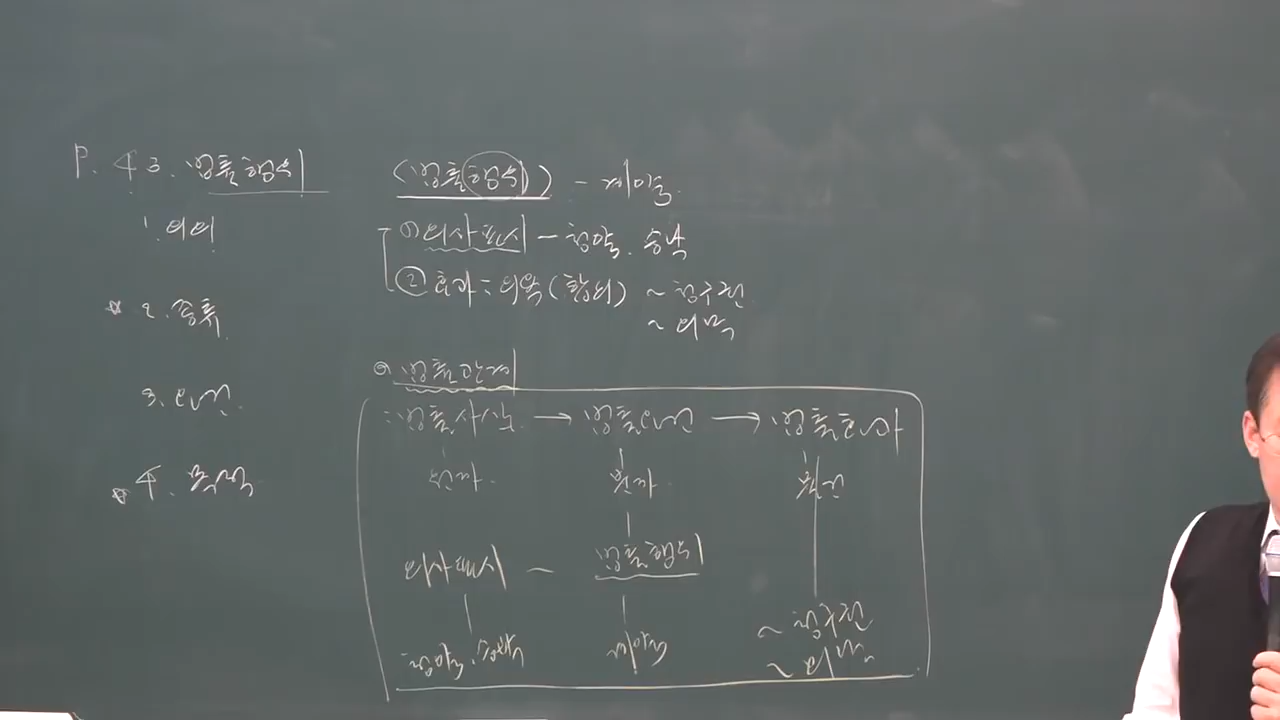 P. 43. 법률행위
1. 의의
2. 종류
3. 요건
4. 목적
(법률행위) - 계약 등
① 의사표시 - 청약. 승낙
② 효과 : 의욕(합의) ~ 청구권
~ 의무
법률관계
: 법률사실 → 법률요건 → 법률효과
의사표시 ~ 법률행위
청약, 승낙
계약
~ 청구권
~ 의무